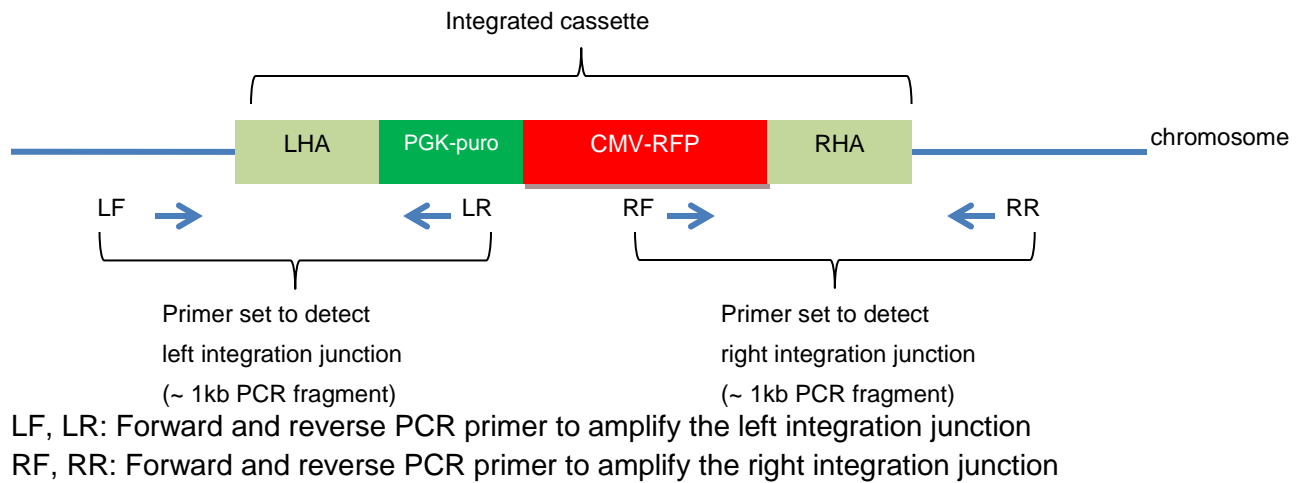 Integrated cassette
LHA PGK-puro CMV-RFP RHA chromosome
LF LR RF RR
Primer set to detect
left integration junction
(~ 1kb PCR fragment)
Primer set to detect
right integration junction
(~ 1kb PCR fragment)
LF, LR: Forward and reverse PCR primer to amplify the left integration junction
RF, RR: Forward and reverse PCR primer to amplify the right integration junction